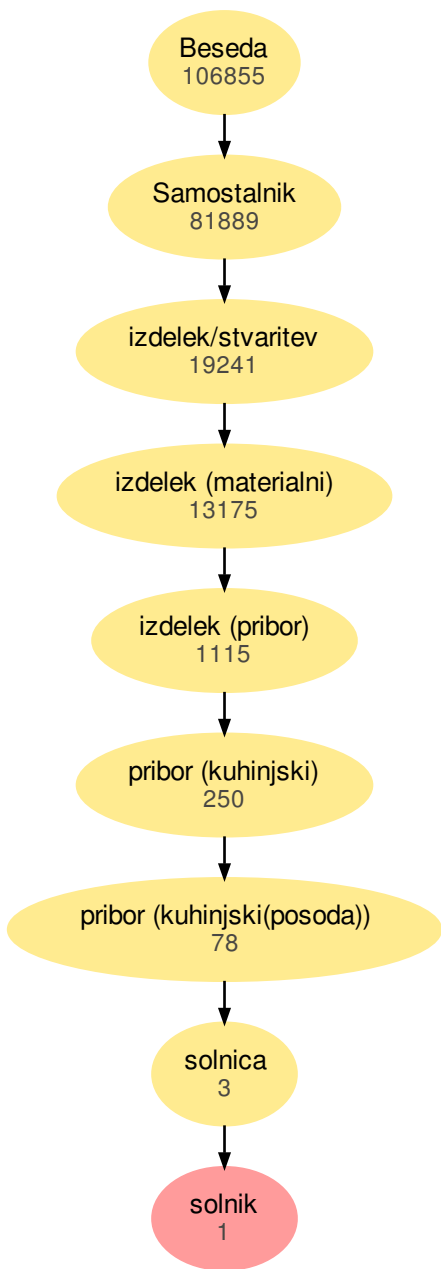 Beseda
106855
Samostalnik
81889
izdelek/stvaritev
19241
izdelek (materialni)
13175
izdelek (pribor)
1115
pribor (kuhinjski)
250
pribor (kuhinjski(posoda))
78
solnica
3
solnik
1